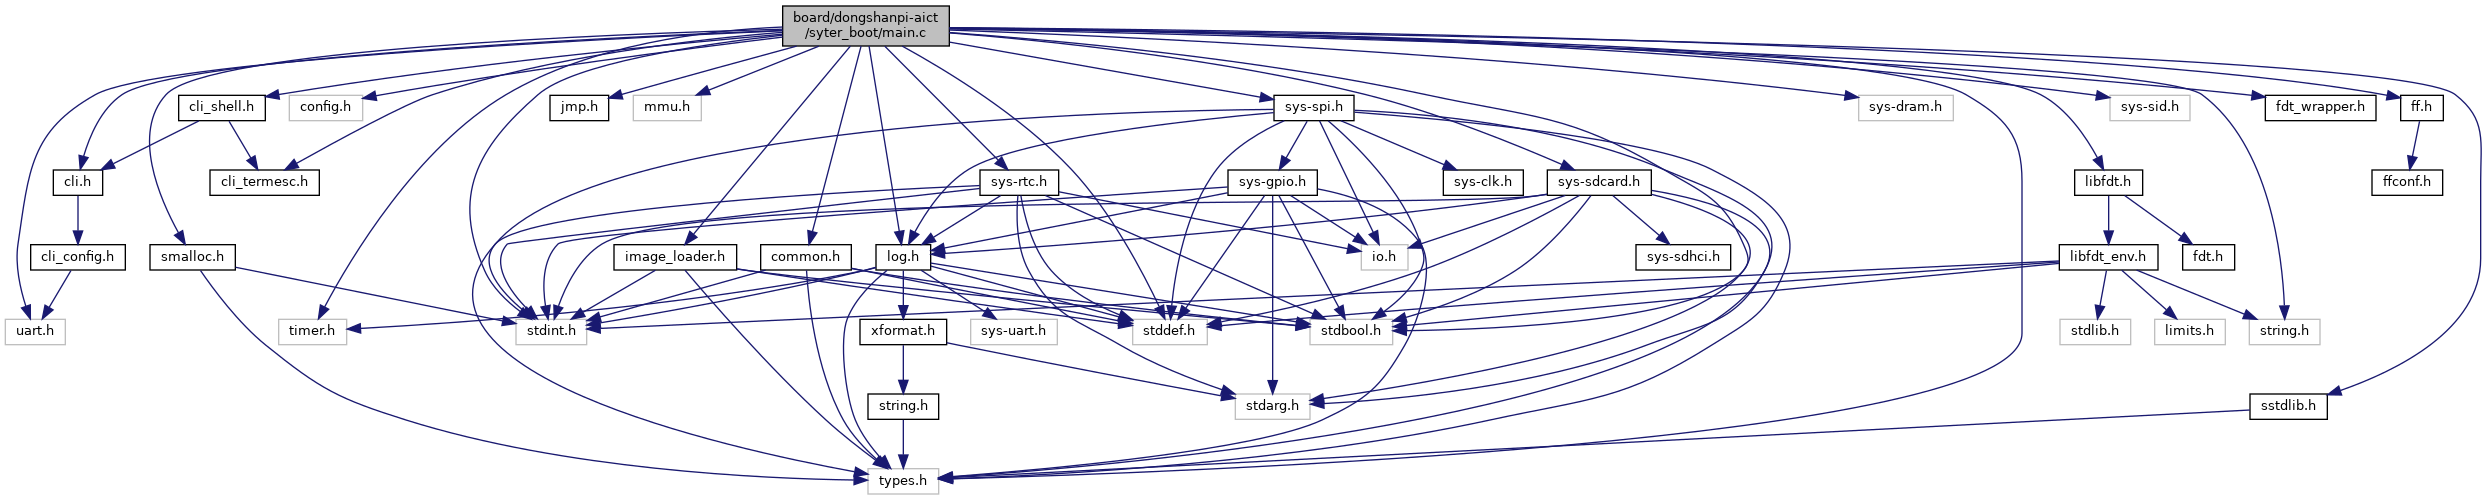 board/dongshanpi-aict
/syter_boot/main.c
cli_shell.h
config.h
jmp.h
mmu.h
sys-spi.h
sys-dram.h
sys-sid.h
fdt_wrapper.h
ff.h
cli.h
cli_termesc.h
sys-rtc.h
sys-gpio.h
sys-clk.h
sys-sdcard.h
libfdt.h
ffconf.h
cli_config.h
smalloc.h
image_loader.h
common.h
log.h
io.h
sys-sdhci.h
libfdt_env.h
fdt.h
uart.h
timer.h
stdint.h
xformat.h
sys-uart.h
stddef.h
stdbool.h
stdlib.h
limits.h
string.h
string.h
stdarg.h
sstdlib.h
types.h